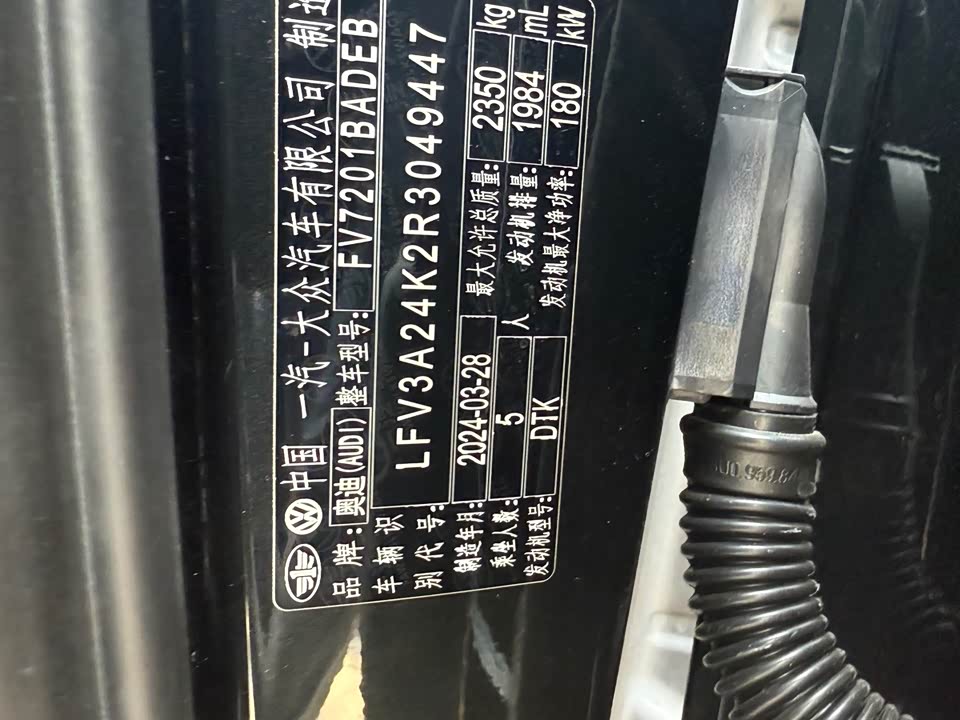 中国 一汽-大众汽车有限公司 制造
品牌: 奥迪(AUDI) 整车型号: FV7201BADEB
车辆识
别代号: LFV3A24K2R3049447
制造年月: 2024-03-28 最大允许总质量: 2350 kg
乘坐人数: 5 人 发动机排量: 1984 mL
发动机型号: DTK 发动机最大净功率: 180 kW